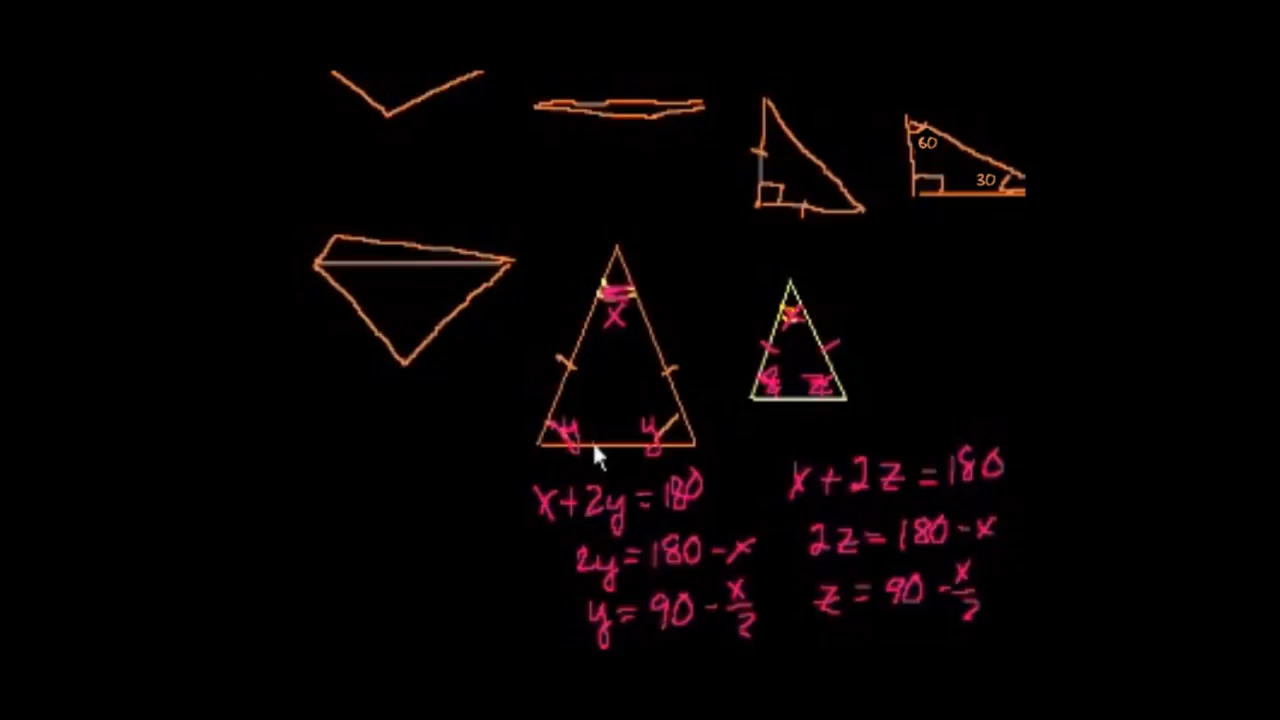 60
30
x
x
y y
z z
x + 2y = 180
2y = 180 - x
y = 90 - x/2
x + 2z = 180
2z = 180 - x
z = 90 - x/2